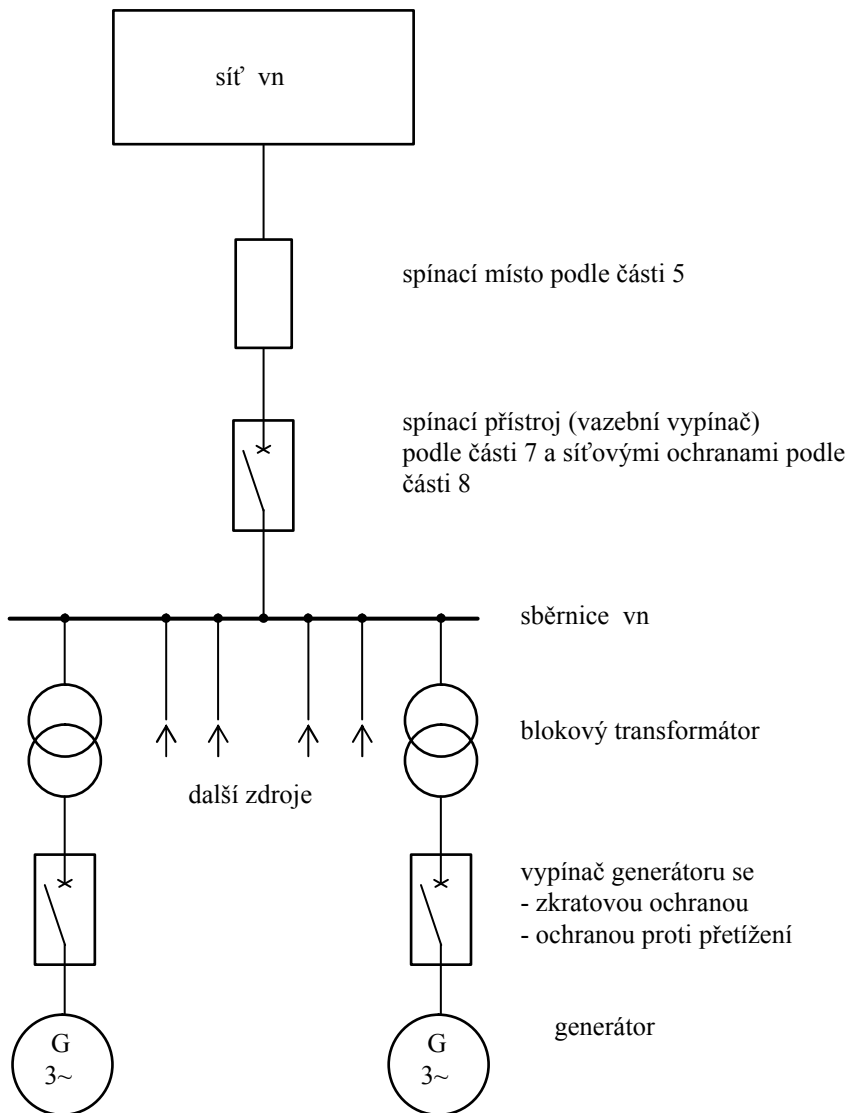 síť vn
spínací místo podle části 5
spínací přístroj (vazební vypínač)
podle části 7 a síťovými ochranami podle
části 8
sběrnice vn
blokový transformátor
další zdroje
vypínač generátoru se
- zkratovou ochranou
- ochranou proti přetížení
generátor
G
3~
G
3~